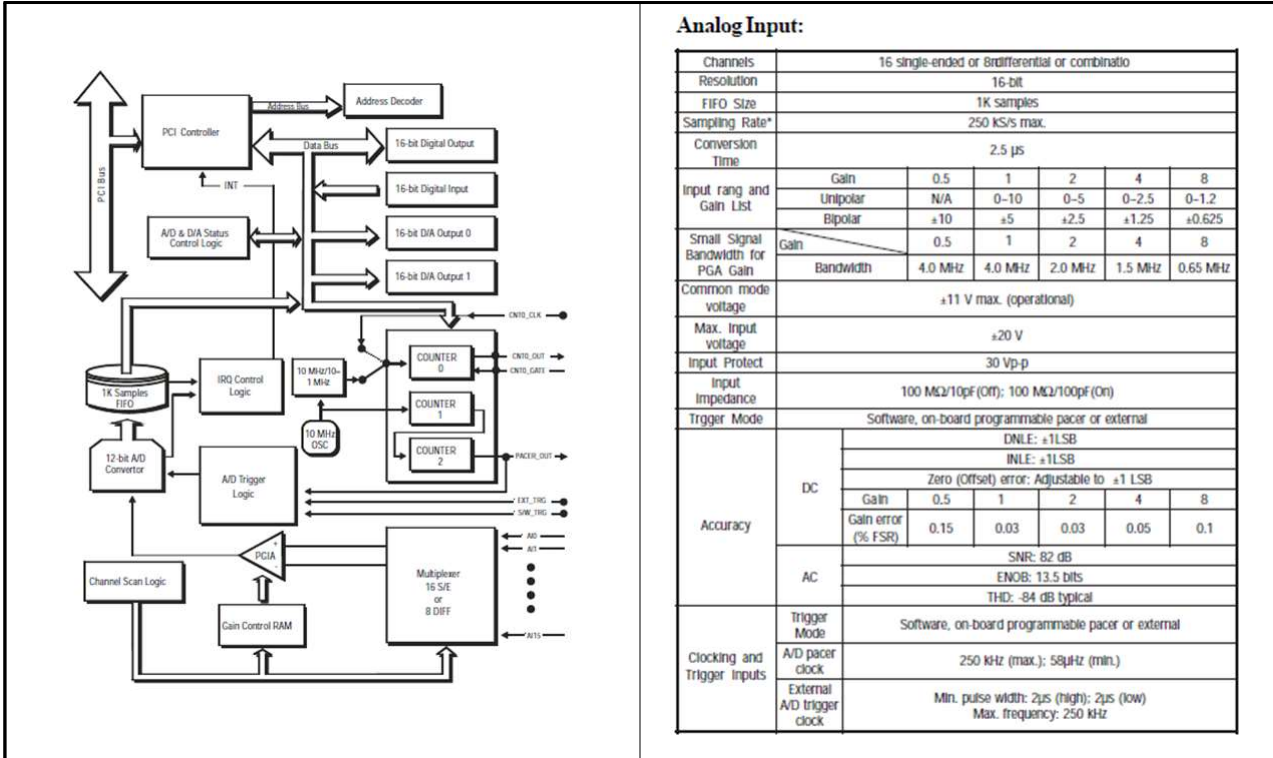 Address Bus
Address Decoder
PCI Controller
Data Bus
16-bit Digital Output
INT
16-bit Digital Input
PCI Bus
A/D & D/A Status
Control Logic
16-bit D/A Output 0
16-bit D/A Output 1
CNT0_CLK
COUNTER
0
CNT0_OUT
CNT0_GATE
10 MHz/10=
1 MHz
1K Samples
FIFO
IRQ Control
Logic
COUNTER
1
10 MHz
OSC
COUNTER
2
PACER_OUT
12-bit A/D
Convertor
A/D Trigger
Logic
EXT_TRG
S/W_TRG
PGIA
+
-
AI0
AI1
Channel Scan Logic
Multiplexer
16 S/E
or
8 DIFF
Gain Control RAM
AI15
Analog Input:
Channels 16 single-ended or 8rdifferential or combinatio
Resolution 16-bit
FIFO Size 1K samples
Sampling Rate* 250 kS/s max.
Conversion
Time
2.5 µs
Input rang and
Gain List
Gain 0.5 1 2 4 8
Unipolar N/A 0–10 0–5 0–2.5 0–1.2
Bipolar ±10 ±5 ±2.5 ±1.25 ±0.625
Small Signal
Bandwidth for
PGA Gain
Gain 0.5 1 2 4 8
Bandwidth 4.0 MHz 4.0 MHz 2.0 MHz 1.5 MHz 0.65 MHz
Common mode
voltage
±11 V max. (operational)
Max. Input
voltage
±20 V
Input Protect 30 Vp-p
Input
Impedance
100 MΩ/10pF(Off); 100 MΩ/100pF(On)
Trgger Mode Software, on-board programmable pacer or external
Accuracy
DC
DNLE: ±1LSB
INLE: ±1LSB
Zero (Offset) error: Adjustable to ±1 LSB
Gain 0.5 1 2 4 8
Gain error
(% FSR)
0.15 0.03 0.03 0.05 0.1
AC
SNR: 82 dB
ENOB: 13.5 bits
THD: -84 dB typical
Clocking and
Trigger Inputs
Trigger
Mode
Software, on-board programmable pacer or external
A/D pacer
clock
250 kHz (max.); 58µHz (min.)
External
A/D trigger
clock
Min. pulse width: 2µs (high); 2µs (low)
Max. frequency: 250 kHz